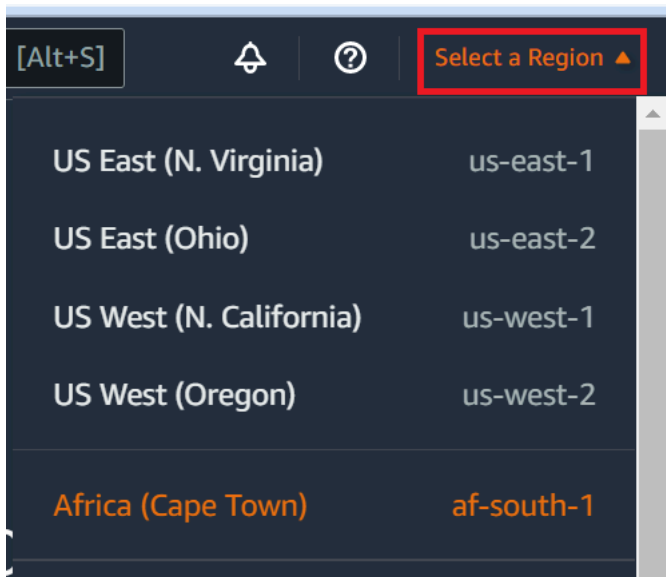 [Alt+S] Select a Region
US East (N. Virginia) us-east-1
US East (Ohio) us-east-2
US West (N. California) us-west-1
US West (Oregon) us-west-2
Africa (Cape Town) af-south-1